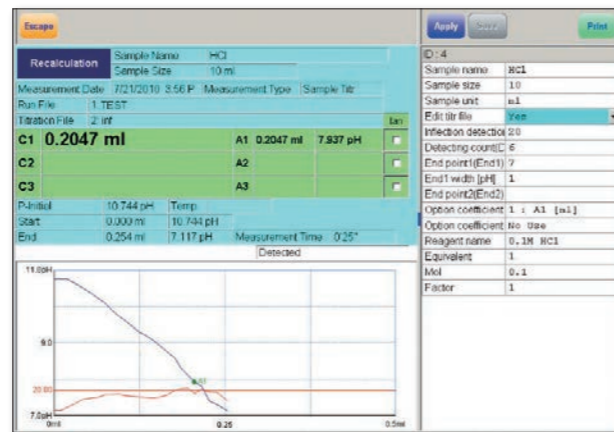 Escape
Apply
Print
Recalculation
Sample Name HCl
Sample Size 10 ml
Measurement Date 7/21/2010 3:56 P Measurement Type Sample Titr
Run File 1:TEST
Titration File 2: inf
C1 0.2047 ml A1 0.2047 ml 7.937 pH
C2 A2
C3 A3
P-Initial 10.744 pH Temp.
Start 0.000 ml 10.744 pH
End 0.254 ml 7.117 pH Measurement Time 0'25"
Detected
11.0pH
9.0
20.00
7.0pH
0ml 0.25 0.5ml
ID: 4
Sample name HCl
Sample size 10
Sample unit ml
Edit titr file Yes
Inflection detectio 20
Detecting count(C 6
End point1(End1) 7
End1 width [pH] 1
End point2(End2)
Option coefficient 1 : A1 [ml]
Option coefficient No Use
Reagent name 0.1M HCl
Equivalent 1
Mol 0.1
Factor 1